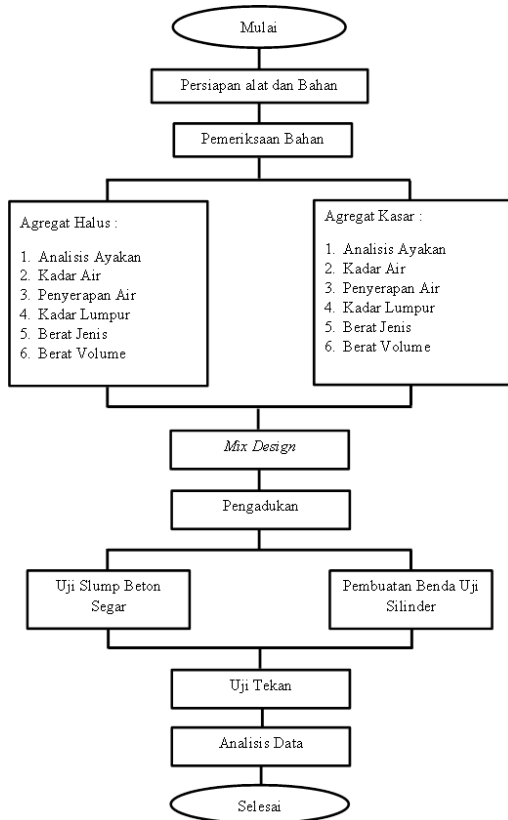 Mulai
Persiapan alat dan Bahan
Pemeriksaan Bahan
Agregat Halus :
1. Analisis Ayakan
2. Kadar Air
3. Penyerapan Air
4. Kadar Lumpur
5. Berat Jenis
6. Berat Volume
Agregat Kasar :
1. Analisis Ayakan
2. Kadar Air
3. Penyerapan Air
4. Kadar Lumpur
5. Berat Jenis
6. Berat Volume
Mix Design
Pengadukan
Uji Slump Beton
Segar
Pembuatan Benda Uji
Silinder
Uji Tekan
Analisis Data
Selesai